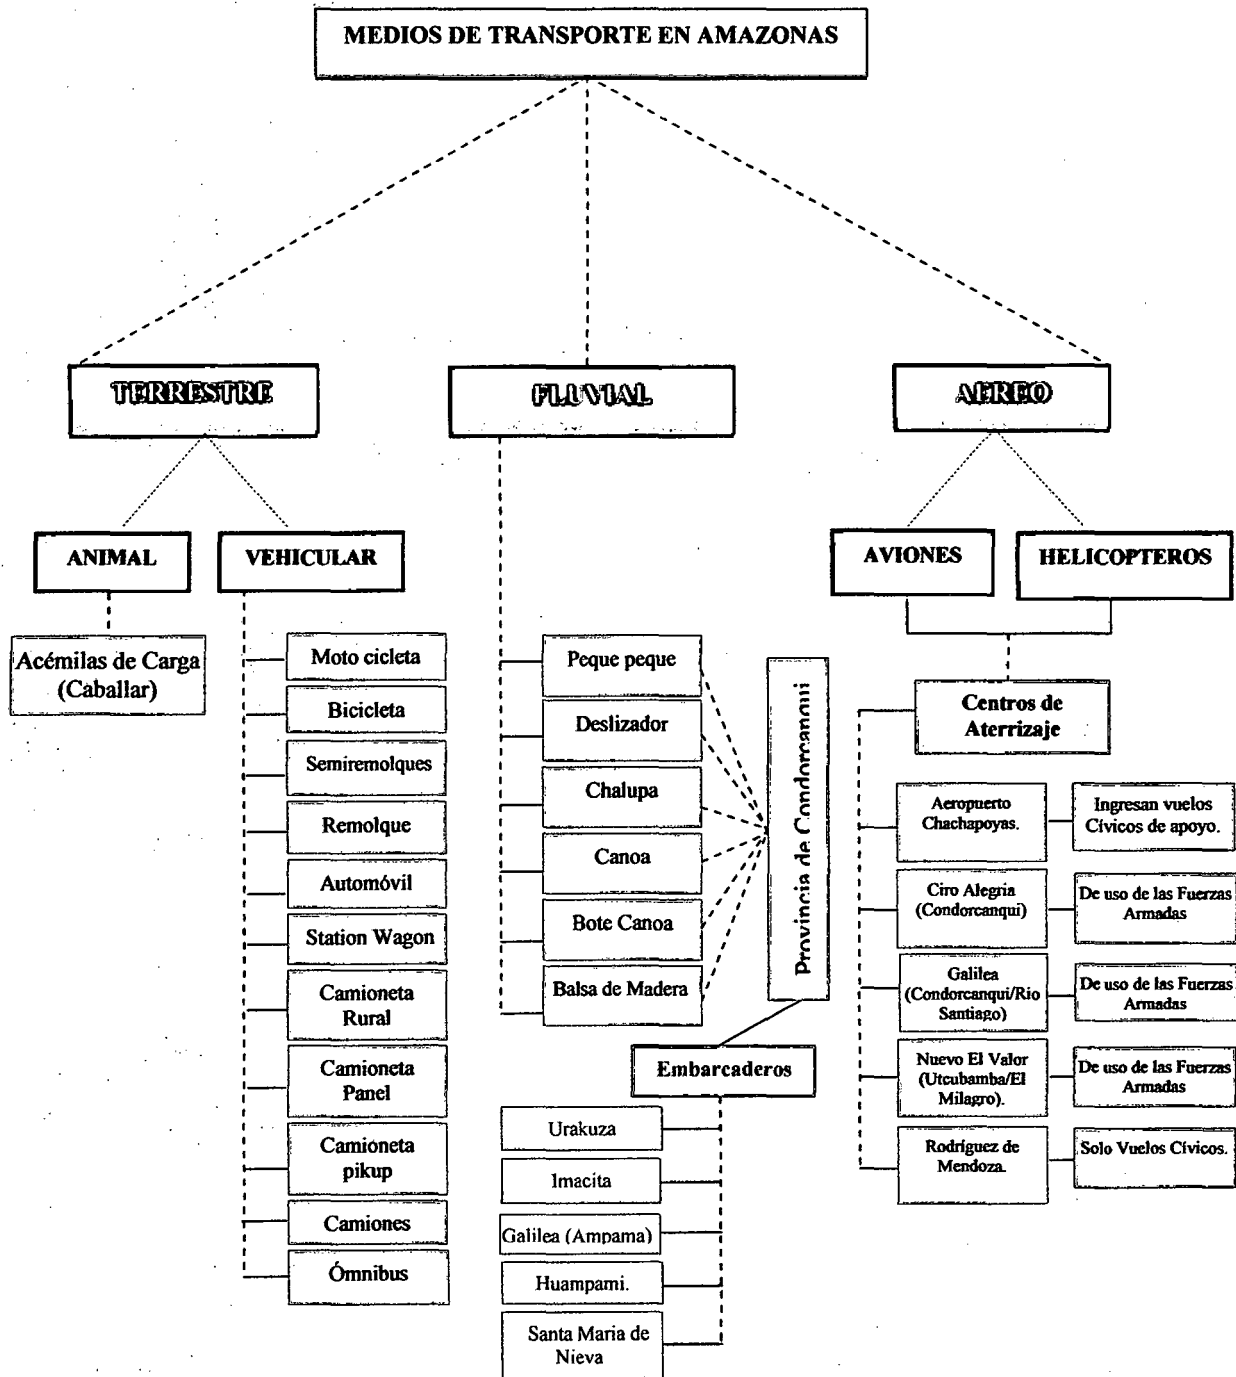 MEDIOS DE TRANSPORTE EN AMAZONAS
TERRESTRE
FLUVIAL
AEREO
ANIMAL
VEHICULAR
AVIONES
HELICOPTEROS
Acémilas de Carga
(Caballar)
Moto cicleta
Bicicleta
Semiremolques
Remolque
Automóvil
Station Wagon
Camioneta
Rural
Camioneta
Panel
Camioneta
pikup
Camiones
Ómnibus
Peque peque
Deslizador
Chalupa
Canoa
Bote Canoa
Balsa de Madera
Provincia de Condorcanqui
Embarcaderos
Urakuza
Imacita
Galilea (Ampama)
Huampami.
Santa Maria de
Nieva
Centros de
Aterrizaje
Aeropuerto
Chachapoyas.
Ingresan vuelos
Cívicos de apoyo.
Ciro Alegria
(Condorcanqui)
De uso de las Fuerzas
Armadas
Galilea
(Condorcanqui/Rio
Santiago)
De uso de las Fuerzas
Armadas
Nuevo El Valor
(Utcubamba/El
Milagro).
De uso de las Fuerzas
Armadas
Rodríguez de
Mendoza.
Solo Vuelos Cívicos.